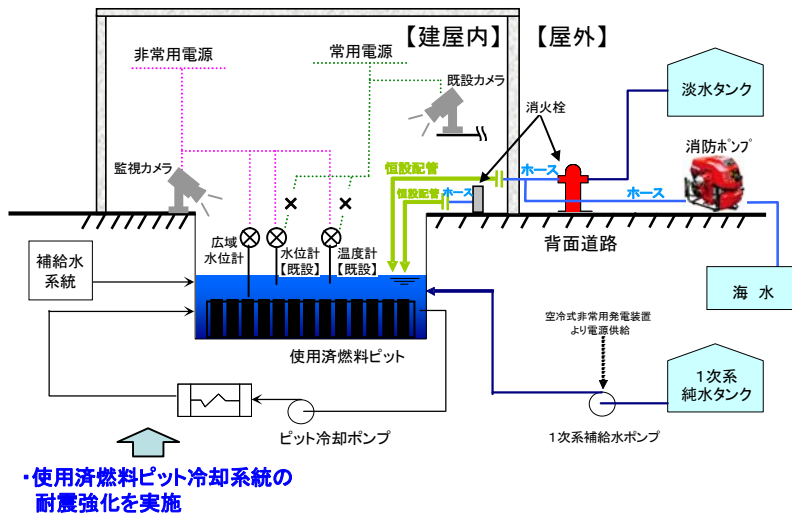 【建屋内】
【屋外】
非常用電源
常用電源
既設カメラ
消火栓
淡水タンク
消防ポンプ
監視カメラ
恒設配管
ホース
恒設配管
ホース
ホース
背面道路
広域
水位計
水位計
【既設】
温度計
【既設】
補給水
系統
海 水
使用済燃料ピット
空冷式非常用発電装置
より電源供給
1次系
純水タンク
ピット冷却ポンプ
1次系補給水ポンプ
・使用済燃料ピット冷却系統の
耐震強化を実施